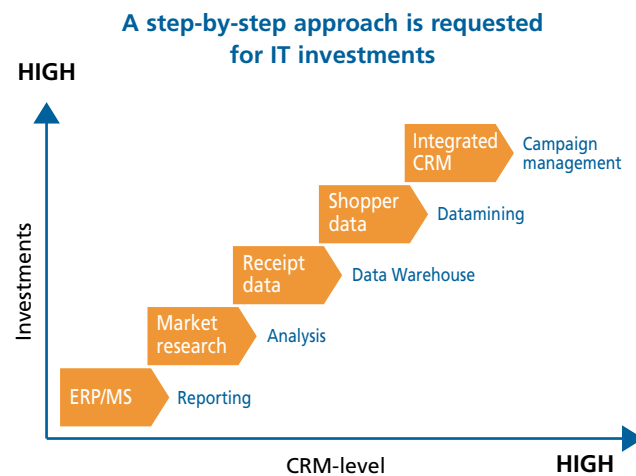 A step-by-step approach is requested
for IT investments
HIGH
Integrated
CRM
Campaign
management
Shopper
data
Datamining
Receipt
data
Data Warehouse
Market
research
Analysis
ERP/MS
Reporting
Investments
CRM-level
HIGH